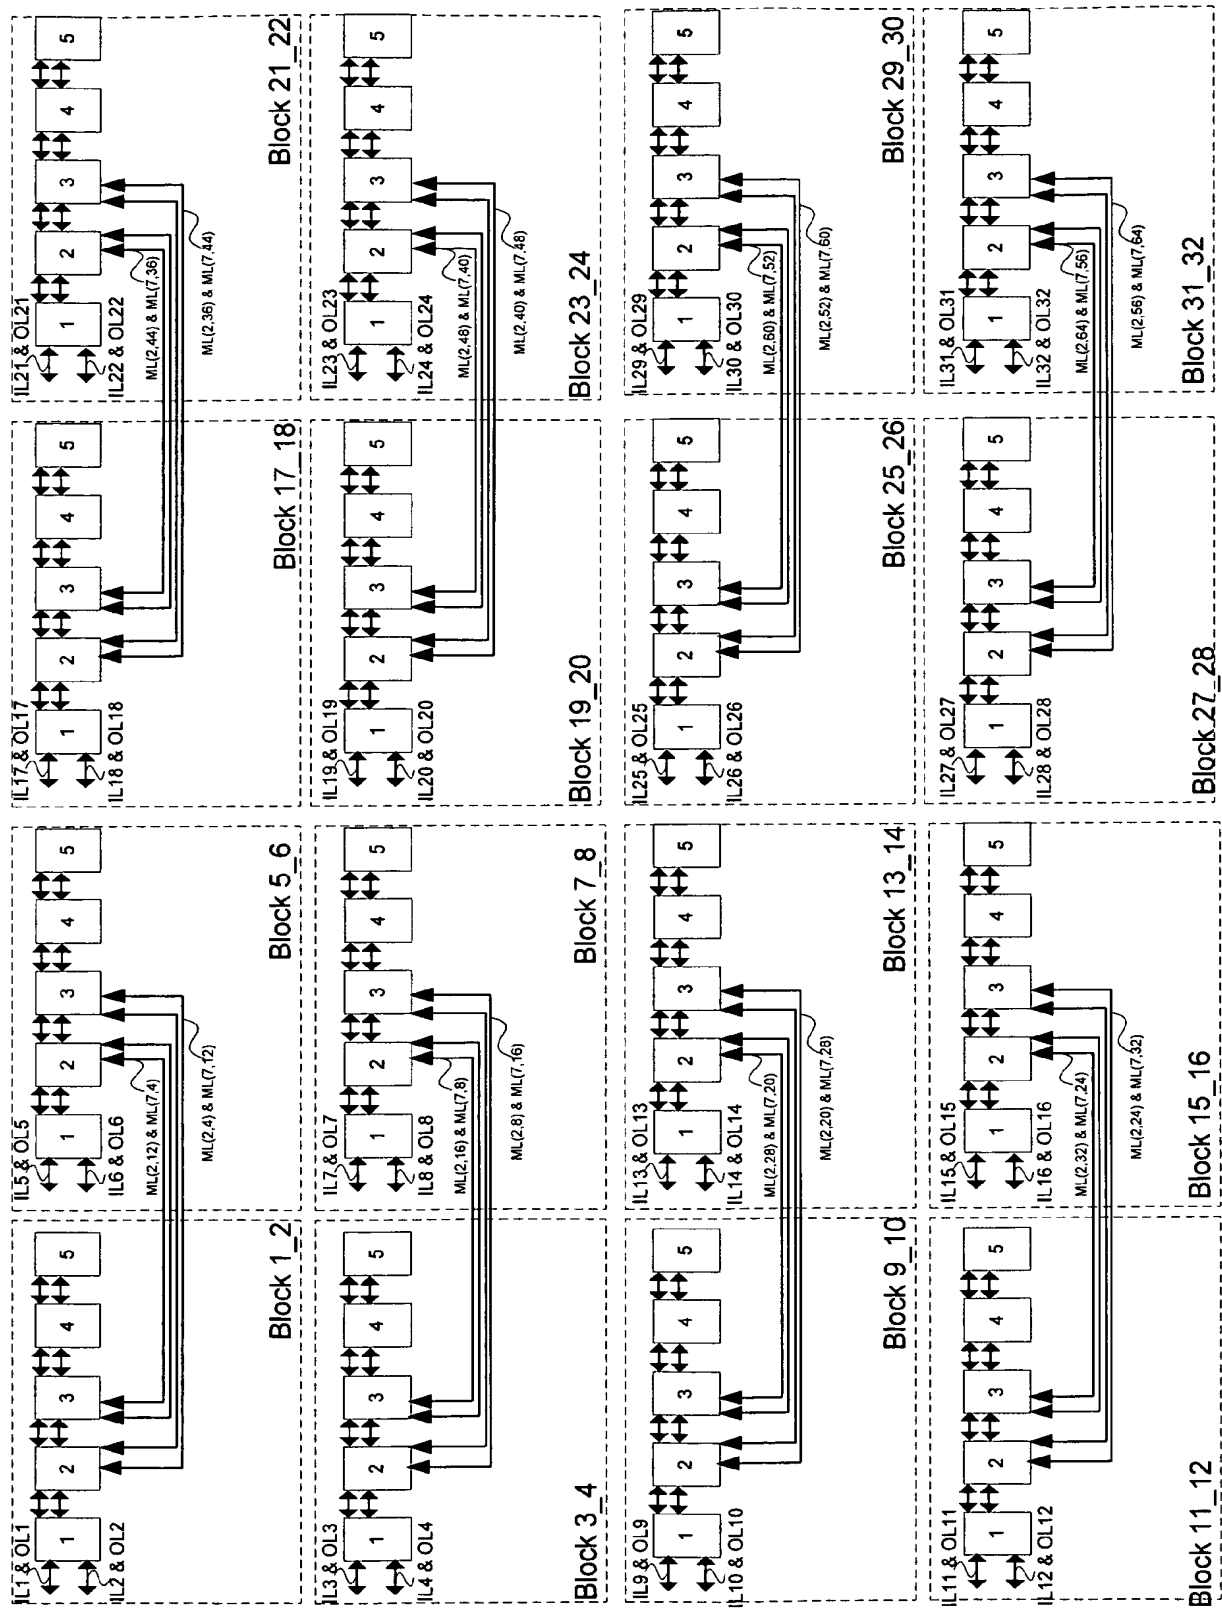 IL1 & OL1
1
2
3
4
5
IL2 & OL2
Block 1_2
IL5 & OL5
1
2
3
4
5
IL6 & OL6
ML(2,12) & ML(7,4)
ML(2,4) & ML(7,12)
Block 5_6
IL17 & OL17
1
2
3
4
5
IL18 & OL18
Block 17_18
IL21 & OL21
1
2
3
4
5
IL22 & OL22
ML(2,44) & ML(7,36)
ML(2,36) & ML(7,44)
Block 21_22
IL3 & OL3
1
2
3
4
5
IL4 & OL4
Block 3_4
IL7 & OL7
1
2
3
4
5
IL8 & OL8
ML(2,16) & ML(7,8)
ML(2,8) & ML(7,16)
Block 7_8
IL19 & OL19
1
2
3
4
5
IL20 & OL20
Block 19_20
IL23 & OL23
1
2
3
4
5
IL24 & OL24
ML(2,48) & ML(7,40)
ML(2,40) & ML(7,48)
Block 23_24
IL9 & OL9
1
2
3
4
5
IL10 & OL10
Block 9_10
IL13 & OL13
1
2
3
4
5
IL14 & OL14
ML(2,28) & ML(7,20)
ML(2,20) & ML(7,28)
Block 13_14
IL25 & OL25
1
2
3
4
5
IL26 & OL26
Block 25_26
IL29 & OL29
1
2
3
4
5
IL30 & OL30
ML(2,60) & ML(7,52)
ML(2,52) & ML(7,60)
Block 29_30
IL11 & OL11
1
2
3
4
5
IL12 & OL12
Block 11_12
IL15 & OL15
1
2
3
4
5
IL16 & OL16
ML(2,32) & ML(7,24)
ML(2,24) & ML(7,32)
Block 15_16
IL27 & OL27
1
2
3
4
5
IL28 & OL28
Block 27_28
IL31 & OL31
1
2
3
4
5
IL32 & OL32
ML(2,64) & ML(7,56)
ML(2,56) & ML(7,64)
Block 31_32